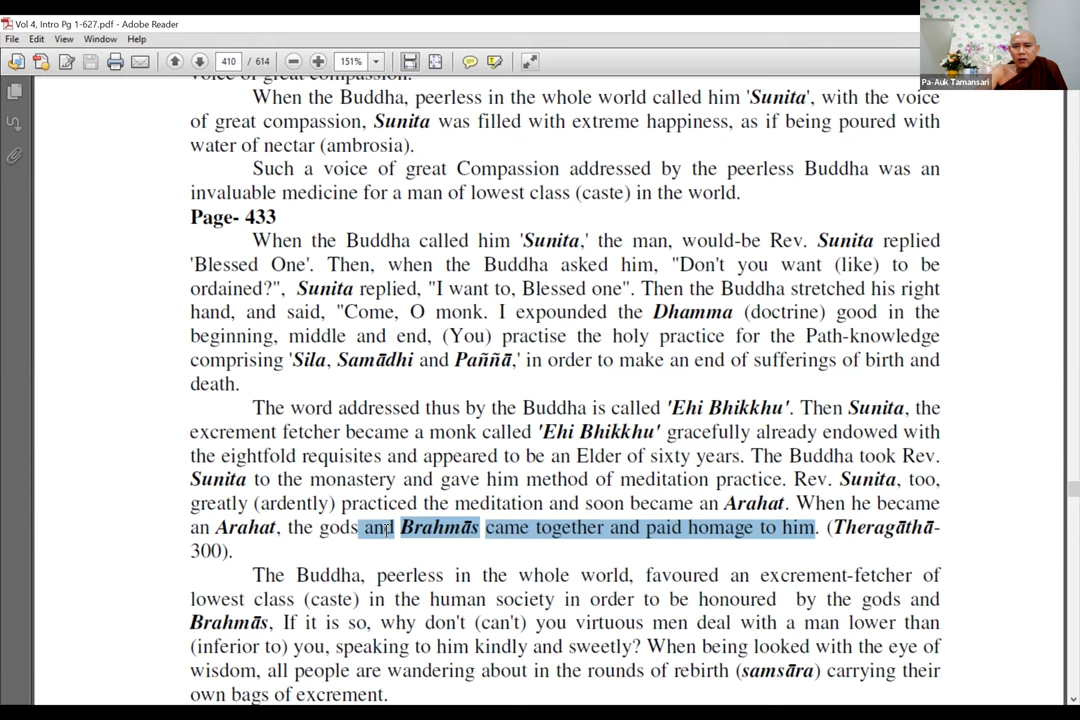 Vol 4, Intro Pg 1-627.pdf - Adobe Reader
File Edit View Window Help
410 / 614 151%
Pa-Auk Tamansari
voice of great compassion.
When the Buddha, peerless in the whole world called him 'Sunita', with the voice
of great compassion, Sunita was filled with extreme happiness, as if being poured with
water of nectar (ambrosia).
Such a voice of great Compassion addressed by the peerless Buddha was an
invaluable medicine for a man of lowest class (caste) in the world.
Page- 433
When the Buddha called him 'Sunita,' the man, would-be Rev. Sunita replied
'Blessed One'. Then, when the Buddha asked him, "Don't you want (like) to be
ordained?", Sunita replied, "I want to, Blessed one". Then the Buddha stretched his right
hand, and said, "Come, O monk. I expounded the Dhamma (doctrine) good in the
beginning, middle and end, (You) practise the holy practice for the Path-knowledge
comprising 'Sila, Samādhi and Paññā,' in order to make an end of sufferings of birth and
death.
The word addressed thus by the Buddha is called 'Ehi Bhikkhu'. Then Sunita, the
excrement fetcher became a monk called 'Ehi Bhikkhu' gracefully already endowed with
the eightfold requisites and appeared to be an Elder of sixty years. The Buddha took Rev.
Sunita to the monastery and gave him method of meditation practice. Rev. Sunita, too,
greatly (ardently) practiced the meditation and soon became an Arahat. When he became
an Arahat, the gods and Brahmās came together and paid homage to him. (Theragāthā-
300).
The Buddha, peerless in the whole world, favoured an excrement-fetcher of
lowest class (caste) in the human society in order to be honoured by the gods and
Brahmās, If it is so, why don't (can't) you virtuous men deal with a man lower than
(inferior to) you, speaking to him kindly and sweetly? When being looked with the eye of
wisdom, all people are wandering about in the rounds of rebirth (samsāra) carrying their
own bags of excrement.